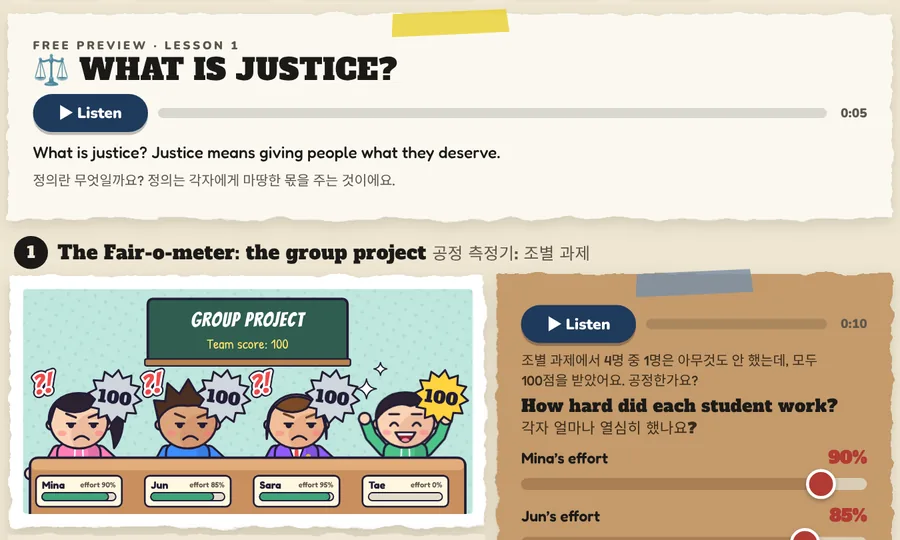 FREE PREVIEW · LESSON 1
WHAT IS JUSTICE?
Listen
0:05
What is justice? Justice means giving people what they deserve.
정의란 무엇일까요? 정의는 각자에게 마땅한 몫을 주는 것이에요.
1 The Fair-o-meter: the group project 공정 측정기: 조별 과제
GROUP PROJECT
Team score: 100
?! ?! ?!
100 100 100 100
Mina effort 90%
Jun effort 85%
Sara effort 95%
Tae effort 0%
Listen
0:10
조별 과제에서 4명 중 1명은 아무것도 안 했는데, 모두
100점을 받았어요. 공정한가요?
How hard did each student work?
각자 얼마나 열심히 했나요?
Mina's effort 90%
Jun's effort 85%